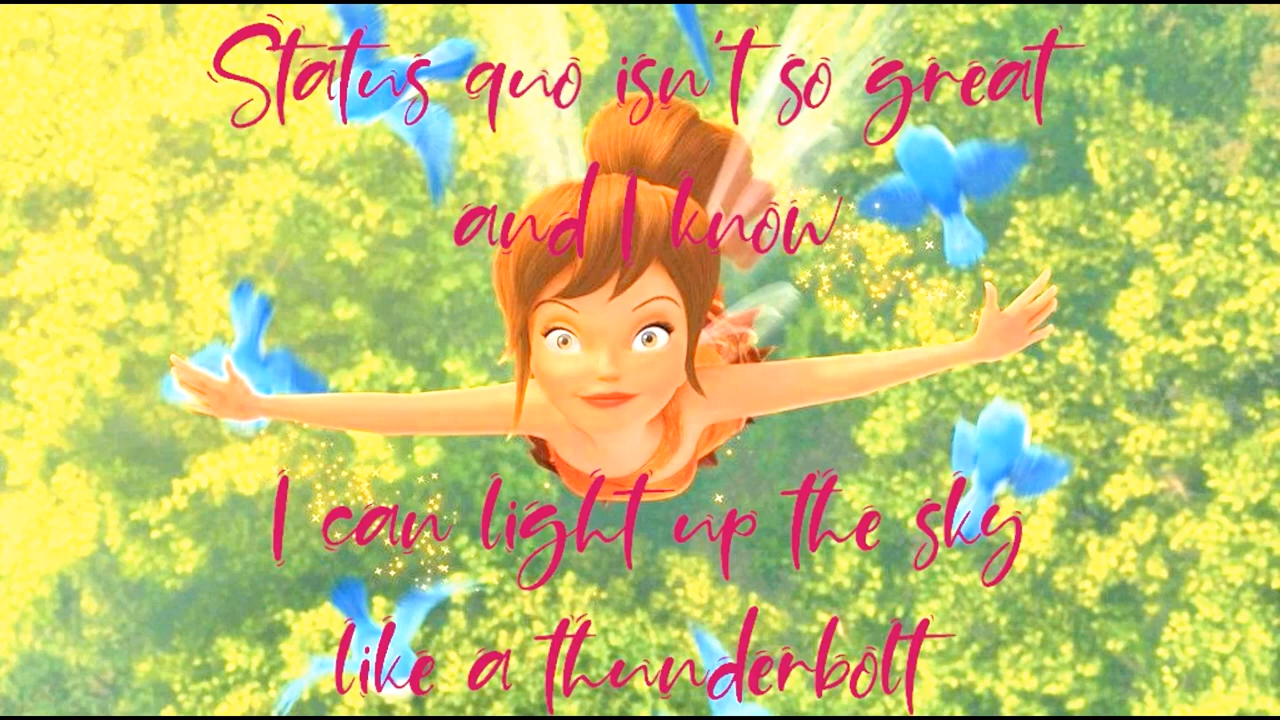 Status quo isn't so great
and I know
I can light up the sky
like a thunderbolt